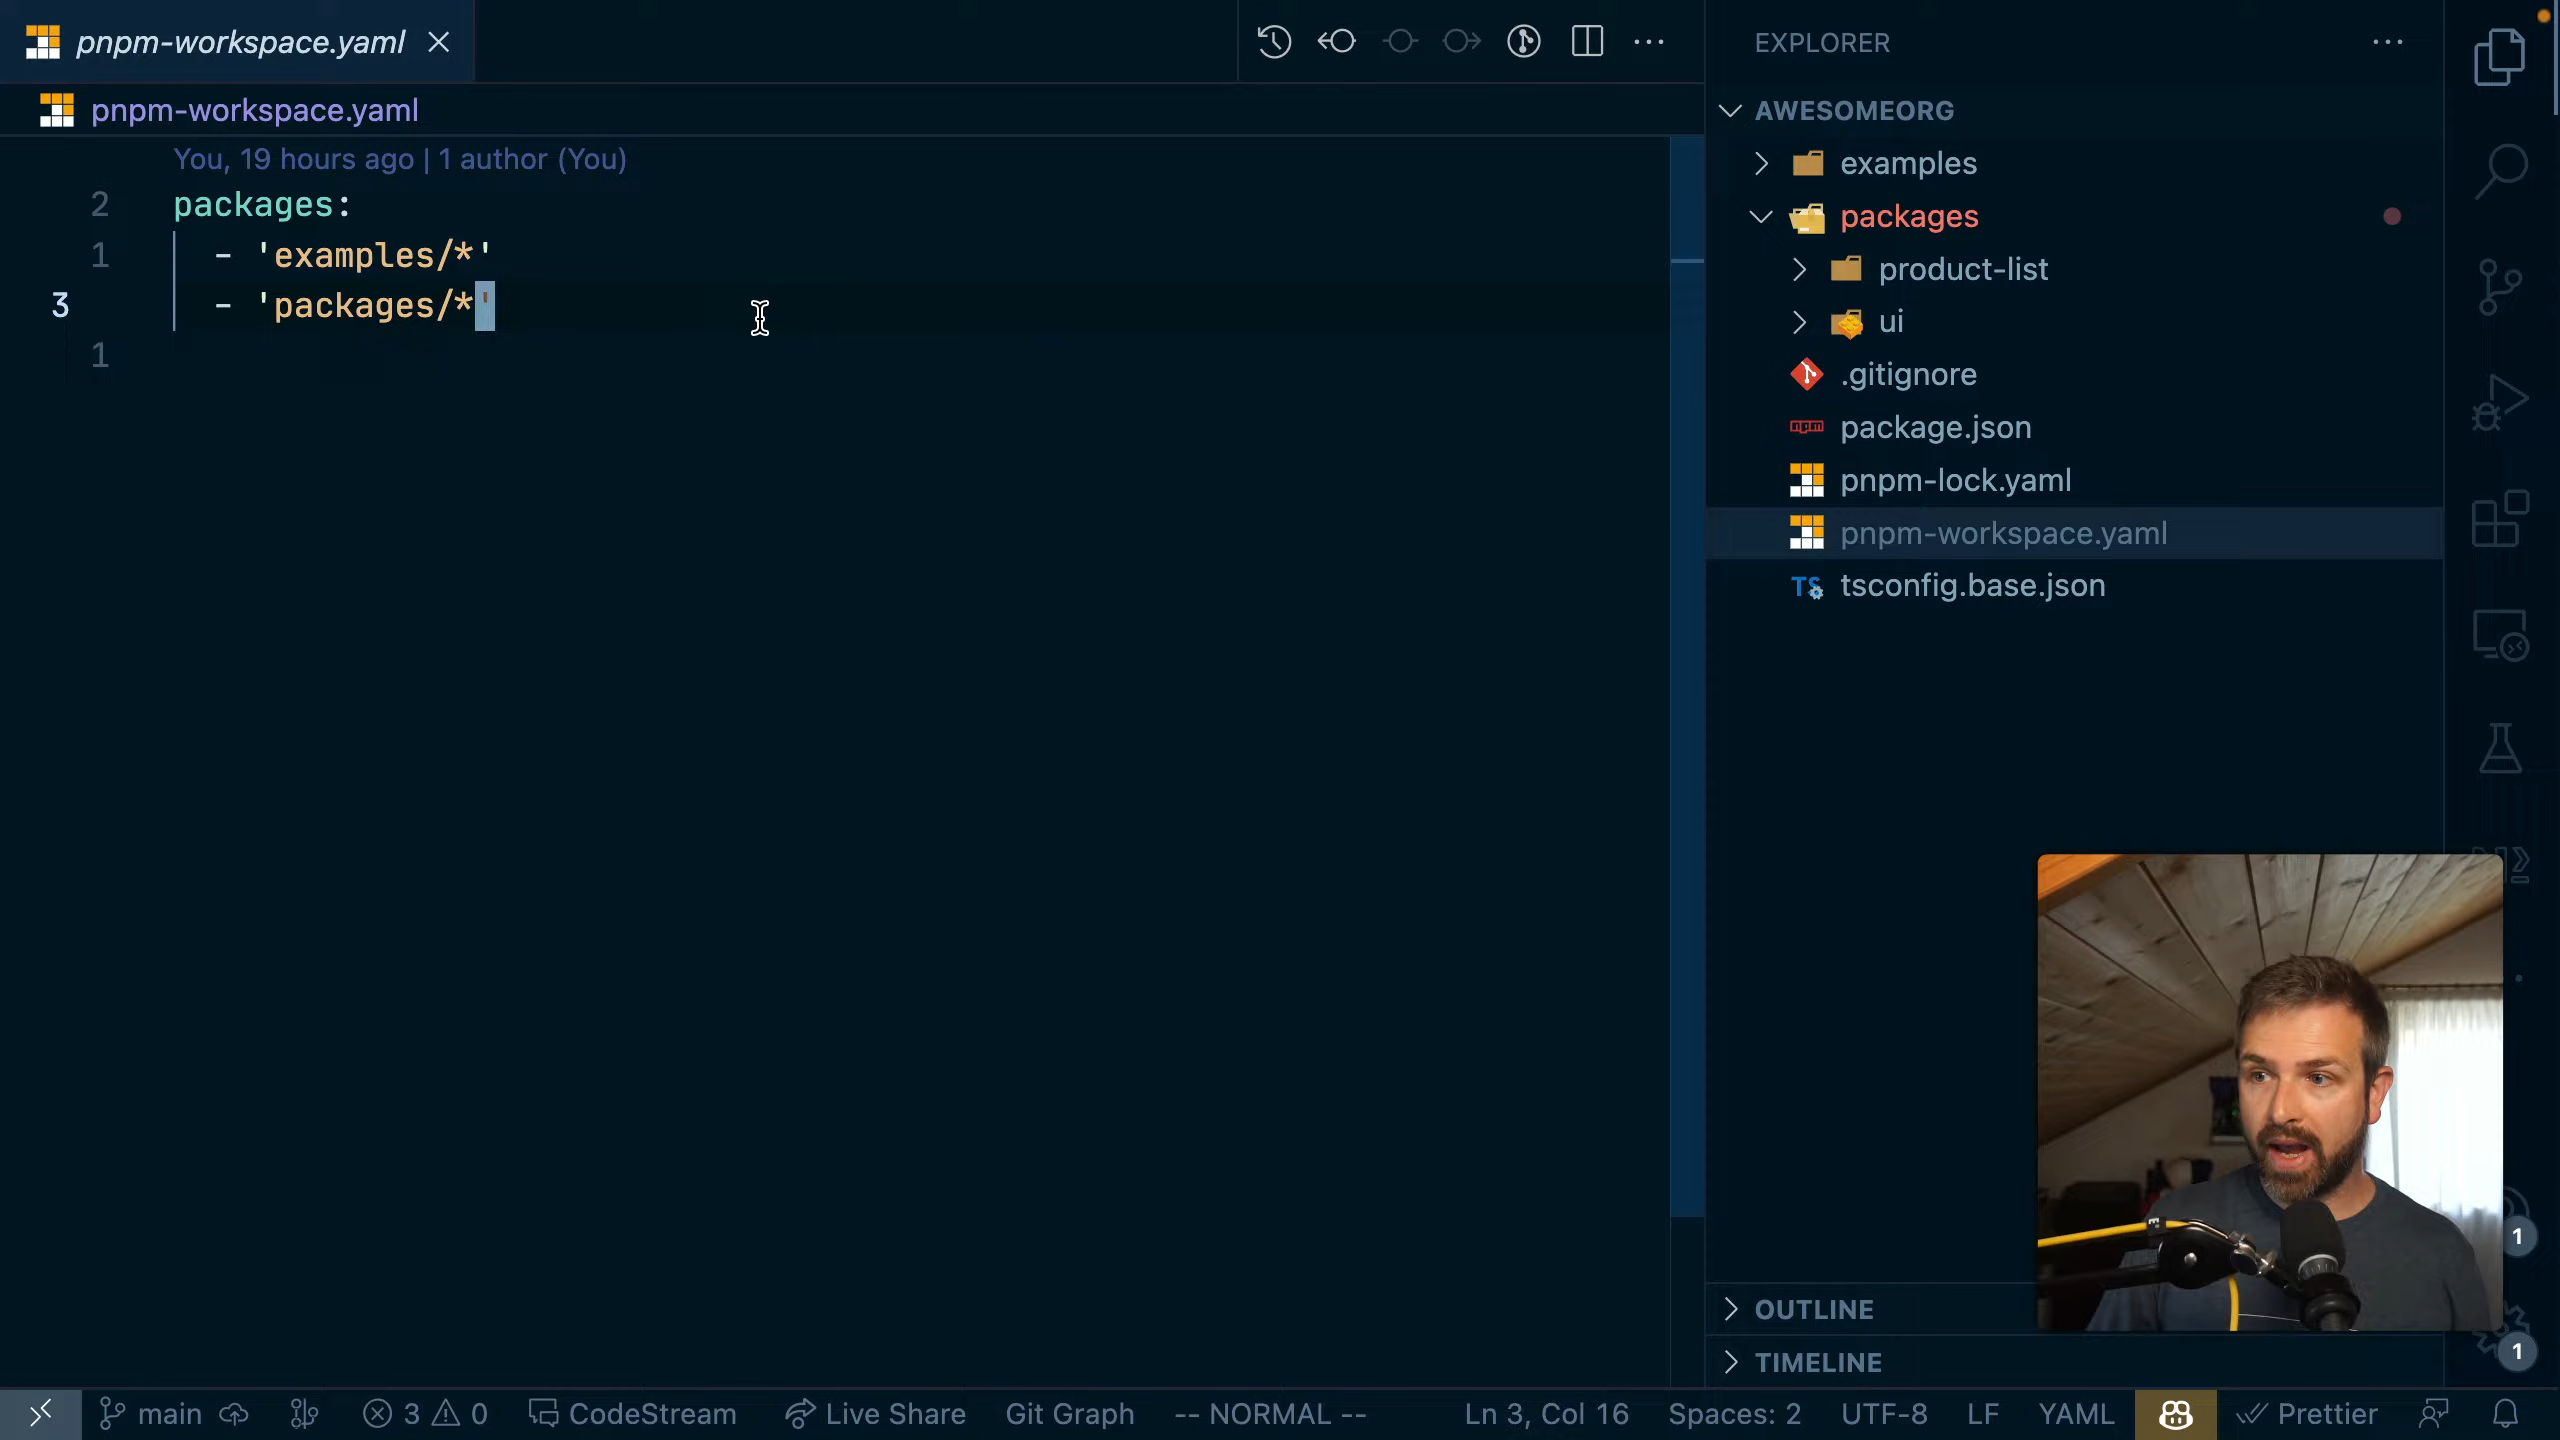 pnpm-workspace.yaml
pnpm-workspace.yaml
You, 19 hours ago | 1 author (You)
2 packages:
1 - 'examples/*'
3 - 'packages/*'
1
EXPLORER
AWESOMEORG
examples
packages
product-list
ui
.gitignore
package.json
pnpm-lock.yaml
pnpm-workspace.yaml
TS tsconfig.base.json
OUTLINE
TIMELINE
1
1
main 3 0 CodeStream Live Share Git Graph -- NORMAL -- Ln 3, Col 16 Spaces: 2 UTF-8 LF YAML Prettier